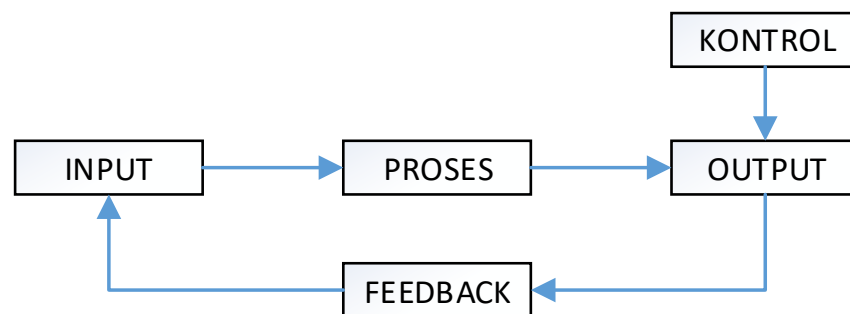 KONTROL
INPUT
PROSES
OUTPUT
FEEDBACK